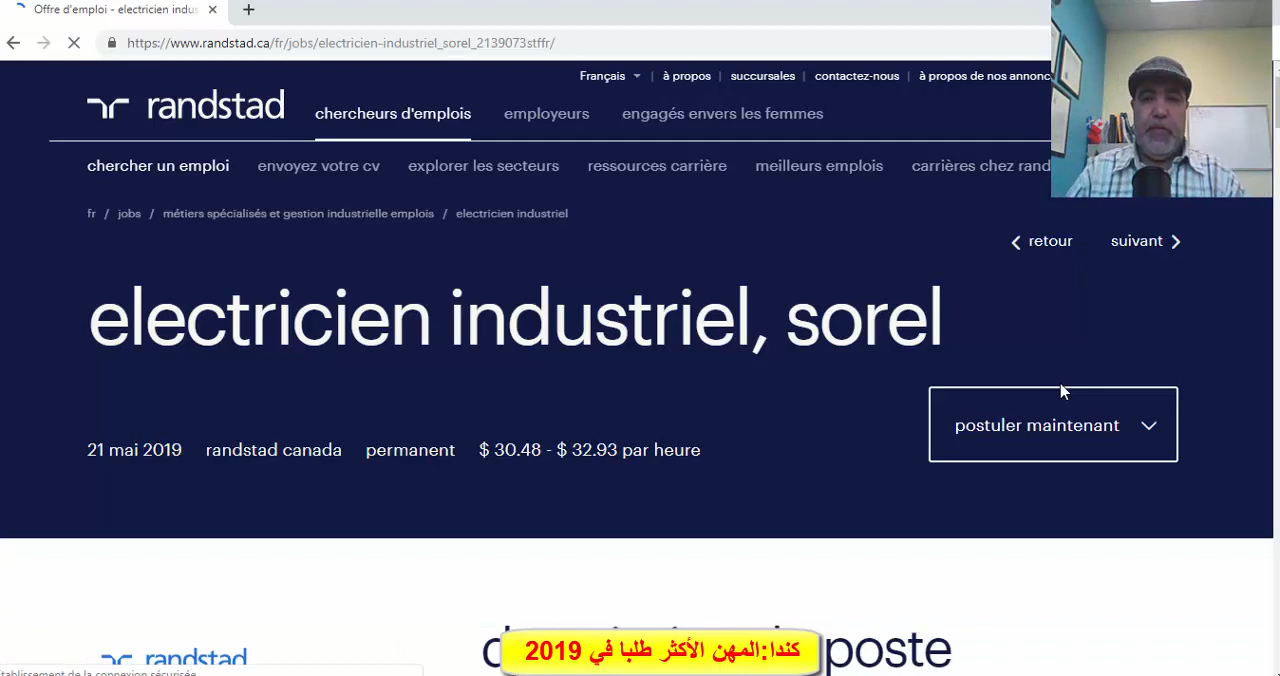 Offre d'emploi - electricien indus
https://www.randstad.ca/fr/jobs/electricien-industriel_sorel_2139073stffr/
Français | à propos | succursales | contactez-nous | à propos de nos annonc
randstad
chercheurs d'emplois employeurs engagés envers les femmes
chercher un emploi envoyez votre cv explorer les secteurs ressources carrière meilleurs emplois carrières chez rand
fr / jobs / métiers spécialisés et gestion industrielle emplois / electricien industriel
retour suivant
electricien industriel, sorel
postuler maintenant
21 mai 2019 randstad canada permanent $ 30.48 - $ 32.93 par heure
randstad
poste
كندا:المهن الأكثر طلبا في 2019
tablissement de la connexion sécurisée